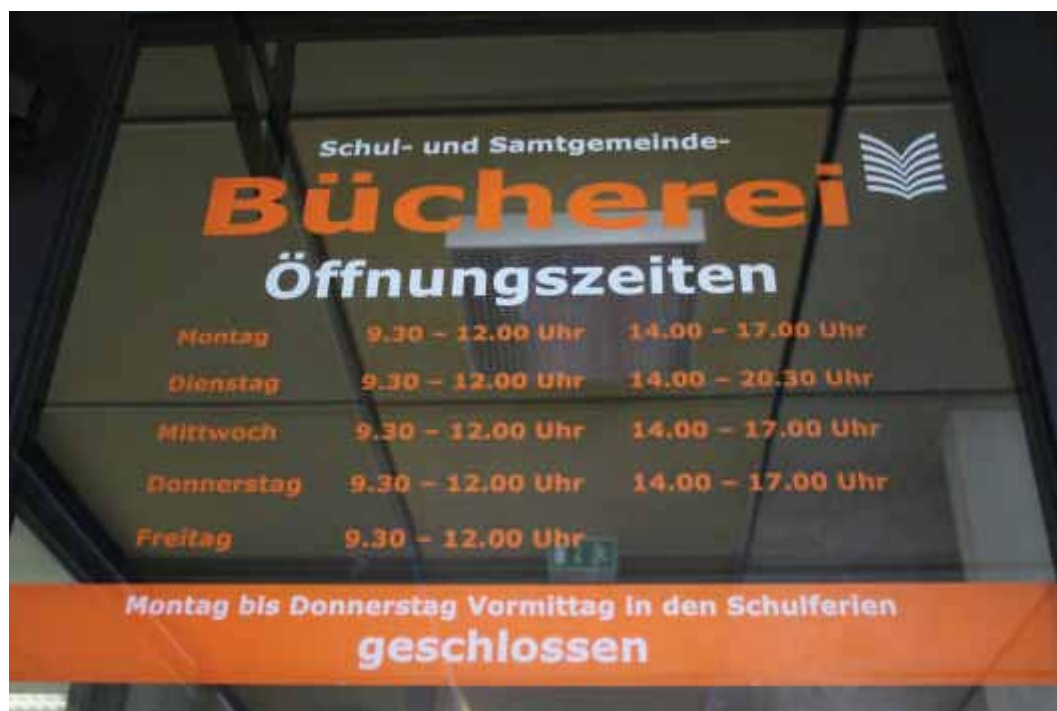 Schul- und Samtgemeinde-
Bücherei
Öffnungszeiten
Montag 9.30 – 12.00 Uhr 14.00 – 17.00 Uhr
Dienstag 9.30 – 12.00 Uhr 14.00 – 20.30 Uhr
Mittwoch 9.30 – 12.00 Uhr 14.00 – 17.00 Uhr
Donnerstag 9.30 – 12.00 Uhr 14.00 – 17.00 Uhr
Freitag 9.30 – 12.00 Uhr
Montag bis Donnerstag Vormittag in den Schulferien
geschlossen